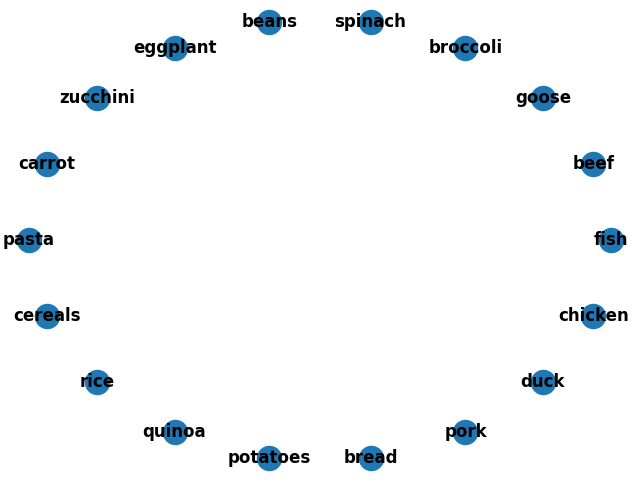 beans
spinach
eggplant
broccoli
zucchini
goose
carrot
beef
pasta
fish
cereals
chicken
rice
duck
quinoa
pork
potatoes
bread